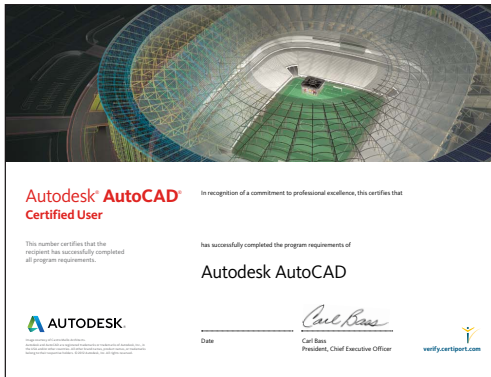 Autodesk® AutoCAD®
Certified User
This number certifies that the
recipient has successfully completed
all program requirements.
In recognition of a commitment to professional excellence, this certifies that
has successfully completed the program requirements of
Autodesk AutoCAD
AUTODESK®
Carl Bass
Date
Carl Bass
President, Chief Executive Officer
verify.certiport.com